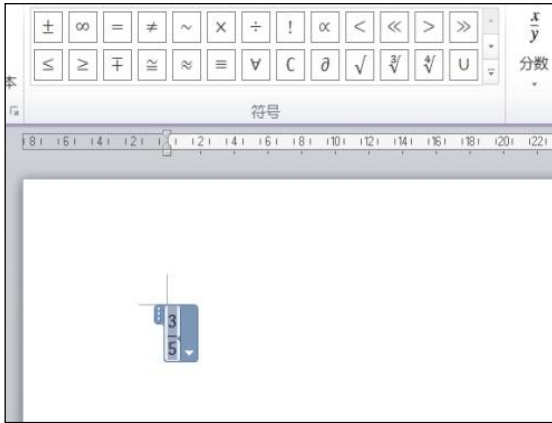 ± ∞ = ≠ ~ × ÷ ! ∝ < ≪ > ≫
≤ ≥ ∓ ≅ ≈ ≡ ∀ ∁ ∂ √ ∛ ∜ ∪
x
y
分数
本
符号
8 6 4 2 2 4 6 8 10 12 14 16 18 20 22
3
5